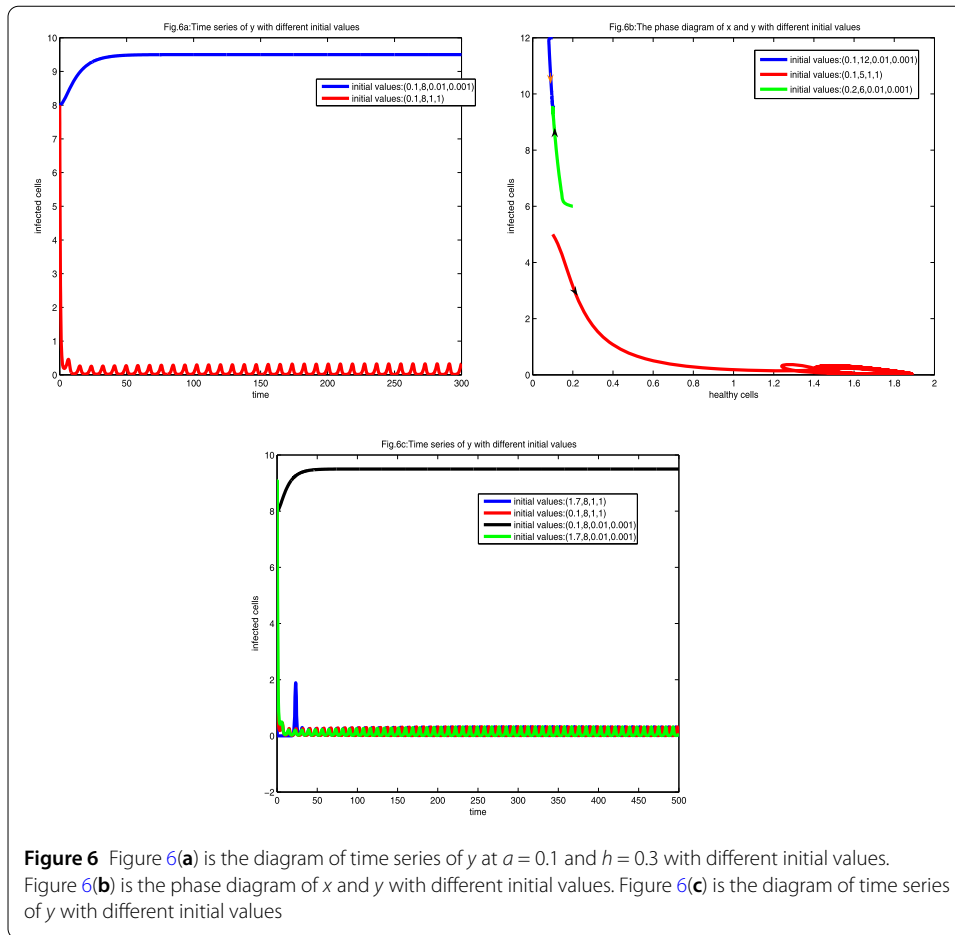 Fig.6a:Time series of y with different initial values
10
9
8
7
6
5
4
3
2
1
0
infected cells
0 50 100 150 200 250 300
time
initial values:(0.1,8,0.01,0.001)
initial values:(0.1,8,1,1)
Fig.6b:The phase diagram of x and y with different initial values
12
10
8
6
4
2
0
infected cells
0 0.2 0.4 0.6 0.8 1 1.2 1.4 1.6 1.8 2
healthy cells
initial values:(0.1,12,0.01,0.001)
initial values:(0.1,5,1,1)
initial values:(0.2,6,0.01,0.001)
Fig.6c:Time series of y with different initial values
10
8
6
4
2
0
−2
infected cells
0 50 100 150 200 250 300 350 400 450 500
time
initial values:(1.7,8,1,1)
initial values:(0.1,8,1,1)
initial values:(0.1,8,0.01,0.001)
initial values:(1.7,8,0.01,0.001)
Figure 6 Figure 6(a) is the diagram of time series of y at a = 0.1 and h = 0.3 with different initial values.
Figure 6(b) is the phase diagram of x and y with different initial values. Figure 6(c) is the diagram of time series
of y with different initial values